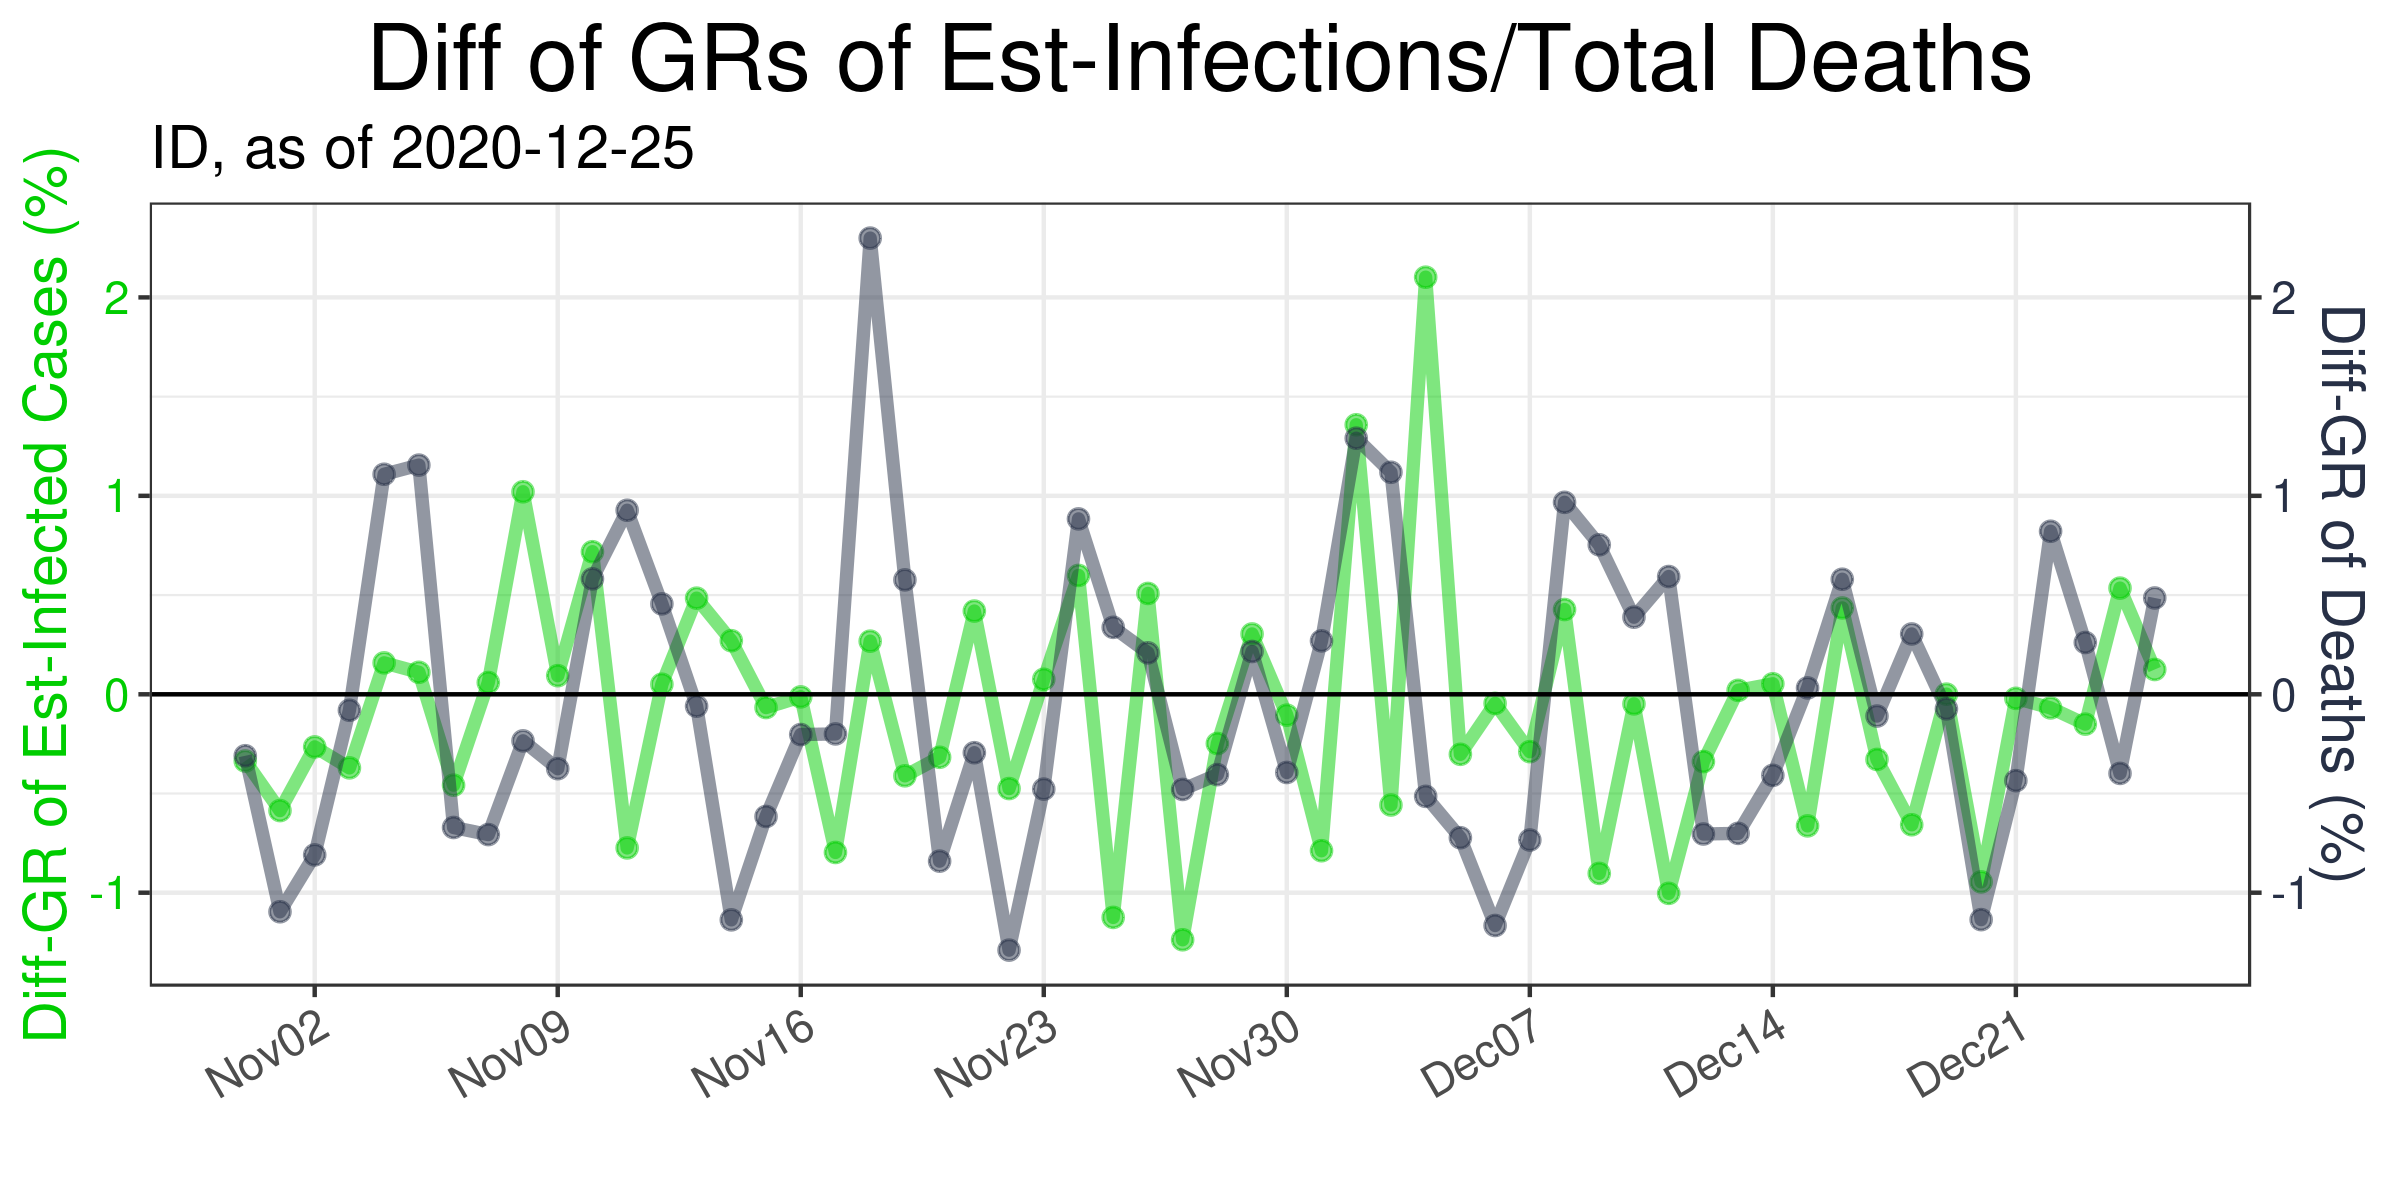 Diff of GRs of Est-Infections/Total Deaths
ID, as of 2020-12-25
Diff-GR of Est-Infected Cases (%)
2
1
0
-1
2
1
0
-1
Diff-GR of Deaths (%)
Nov02
Nov09
Nov16
Nov23
Nov30
Dec07
Dec14
Dec21